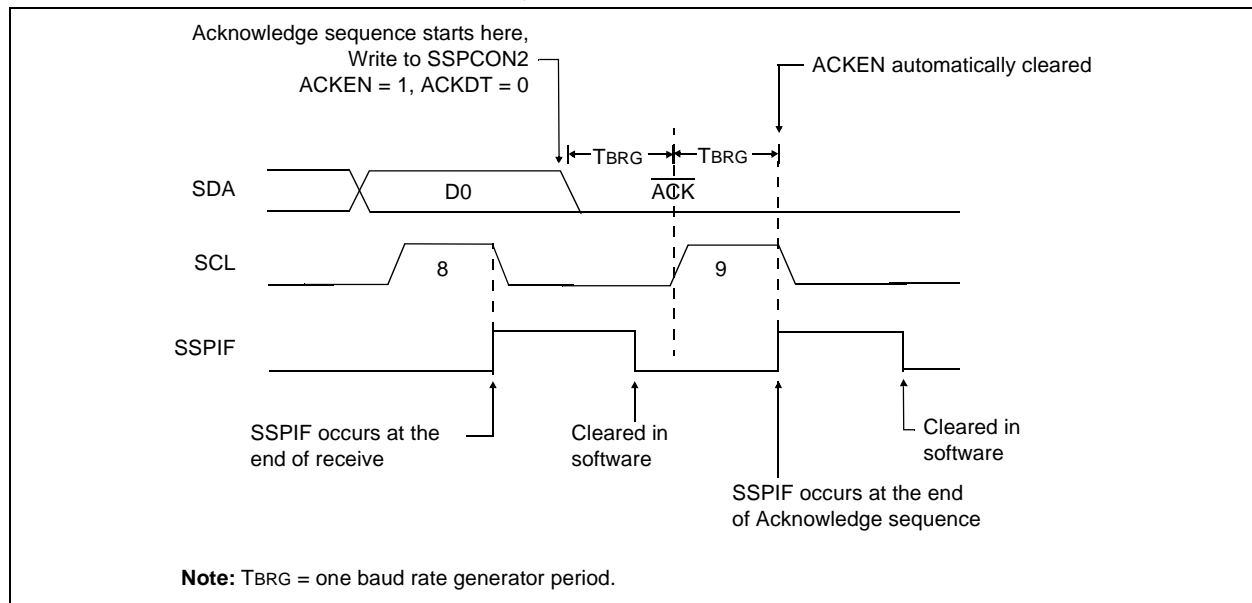 Acknowledge sequence starts here,
Write to SSPCON2
ACKEN = 1, ACKDT = 0
ACKEN automatically cleared
TBRG
TBRG
SDA
D0
ACK
SCL
8
9
SSPIF
SSPIF occurs at the
end of receive
Cleared in
software
SSPIF occurs at the end
of Acknowledge sequence
Cleared in
software
Note: TBRG = one baud rate generator period.